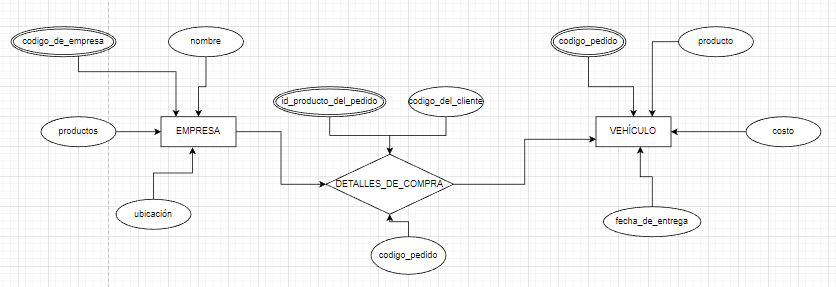 codigo_de_empresa
nombre
codigo_pedido
producto
id_producto_del_pedido
codigo_del_cliente
productos
EMPRESA
VEHÍCULO
costo
DETALLES_DE_COMPRA
ubicación
fecha_de_entrega
codigo_pedido